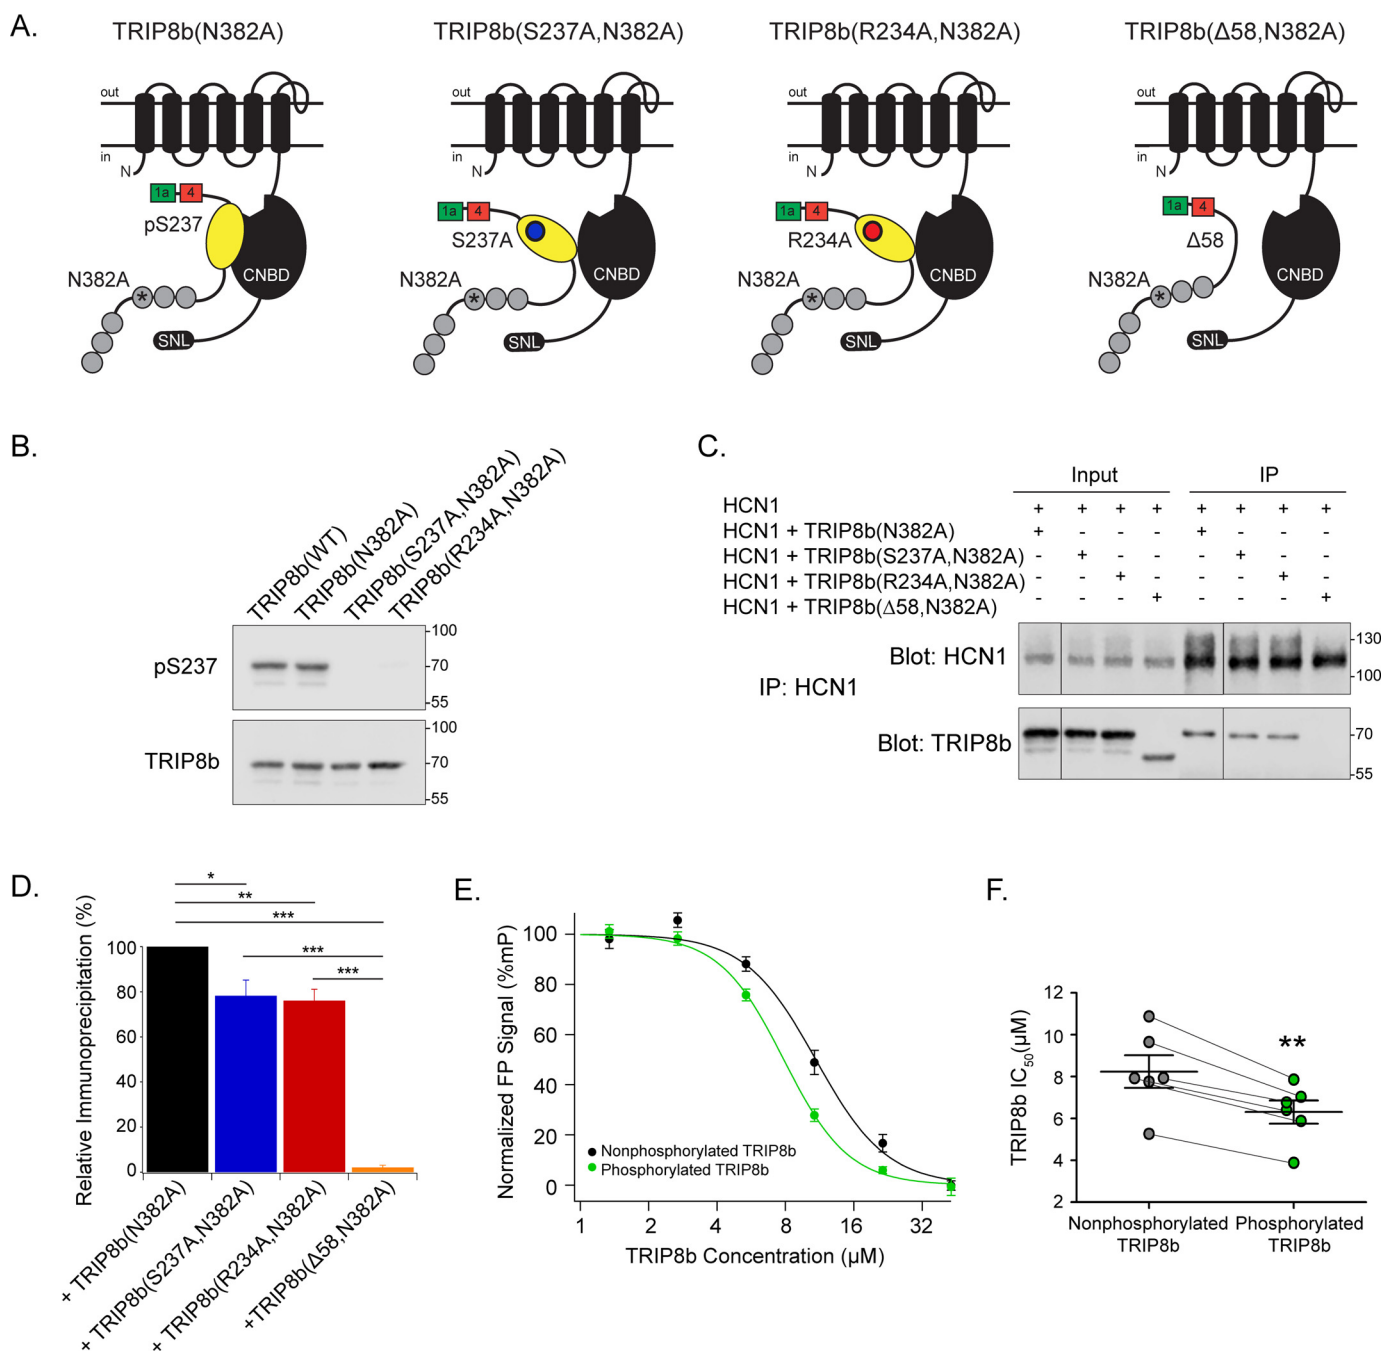 A.
TRIP8b(N382A)
TRIP8b(S237A,N382A)
TRIP8b(R234A,N382A)
TRIP8b(Δ58,N382A)
out
in
N
1a
4
pS237
N382A
*
CNBD
SNL
out
in
N
1a
4
S237A
N382A
*
CNBD
SNL
out
in
N
1a
4
R234A
N382A
*
CNBD
SNL
out
in
N
1a
4
Δ58
N382A
*
CNBD
SNL
B.
TRIP8b(WT)
TRIP8b(N382A)
TRIP8b(S237A,N382A)
TRIP8b(R234A,N382A)
pS237
-100
-70
-55
TRIP8b
-100
-70
-55
C.
Input IP
HCN1 + + + + + + + +
HCN1 + TRIP8b(N382A) + - - - + - - -
HCN1 + TRIP8b(S237A,N382A) - + - - - + - -
HCN1 + TRIP8b(R234A,N382A) - - + - - - + -
HCN1 + TRIP8b(Δ58,N382A) - - - + - - - +
IP: HCN1
Blot: HCN1
-130
-100
Blot: TRIP8b
-70
-55
D.
Relative Immunoprecipitation (%)
100
80
60
40
20
0
*
**
***
***
***
+ TRIP8b(N382A)
+ TRIP8b(S237A,N382A)
+ TRIP8b(R234A,N382A)
+TRIP8b(Δ58,N382A)
E.
Normalized FP Signal (%mP)
100
80
60
40
20
0
Nonphosphorylated TRIP8b
Phosphorylated TRIP8b
1 2 4 8 16 32
TRIP8b Concentration (μM)
F.
TRIP8b IC50(μM)
12
10
8
6
4
2
**
Nonphosphorylated TRIP8b
Phosphorylated TRIP8b